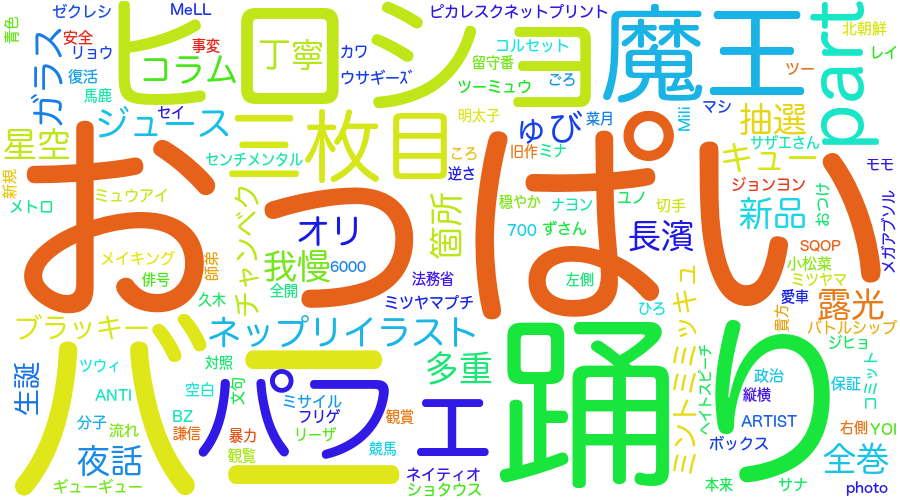 ゼクレシ
MeLL
ヒロショコ
ピカレスクネットプリント
魔王
part
北朝鮮
青色
ガラス
安全
リョウ
事変
コラム
丁寧
カワ
コルセット
留守番
ツー
レイ
復活
馬鹿
ウサギーズ
ツーミュウ
ごろ
セイ
ジュース
三枚目
明太子
ゅび
菜月
Mili
マシ
抽選
サザエさん
星空
センチメンタル
ころ
旧作
ミナ
キュー
モモ
おっぱい
逆さ
新規
ミュウアイ
チャンベク
穏やか
ナヨン
ユノ
切手
ジョンヨン
おつけ
メトロ
オリ
箇所
700
ずさん
長濱
新品
メガアブソル
SQOP
メイキング
師弟
我慢
6000
法務省
左側
小松菜
ミツヤマ
俳号
全開
久木
ミツヤマプチ
ひろ
ミントミミッキュ
愛車
露光
貴方
ブラッキー
ネップリイラスト
バトルシップ
ジヒョ
バニ
パフェ
踊り
多重
生誕
ツウィ
対照
ヘイトスピーチ
政治
保証
コミット
ANTI
空白
文句
ミサイル
縦横
分子
流れ
BZ
フリゲ
観賞
ARTIST
右側
YOI
謙信
暴力
リーザ
夜話
観覧
競馬
ボックス
全巻
ネイティオ
ギューギュー
ショタウス
本来
サナ
photo